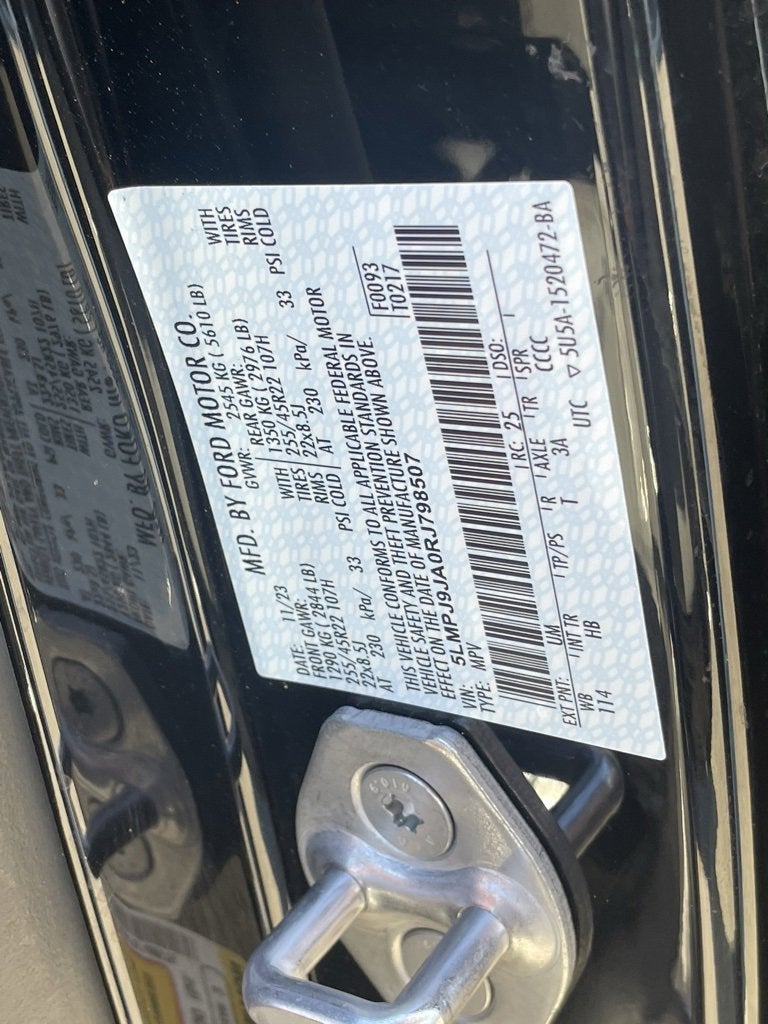 MFD. BY FORD MOTOR CO.
DATE: 11/23 GVWR: 2545 KG ( 5610 LB)
FRONT GAWR: REAR GAWR:
1290 KG ( 2844 LB) WITH 1350 KG ( 2976 LB) WITH
255/45R22 107H TIRES 255/45R22 107H TIRES
22x8.5J RIMS 22x8.5J RIMS
AT 230 kPa/ 33 PSI COLD AT 230 kPa/ 33 PSI COLD
THIS VEHICLE CONFORMS TO ALL APPLICABLE FEDERAL MOTOR
VEHICLE SAFETY AND THEFT PREVENTION STANDARDS IN
EFFECT ON THE DATE OF MANUFACTURE SHOWN ABOVE.
VIN: 5LMPJ9JA0RJ798507 F0093
TYPE: MPV T0217
EXT PNT: UM RC: 25 DSO:
WB INT TR TP/PS R AXLE TR SPR
114 HB T 3A CCCC
UTC ▽ 5U5A-1520472-BA